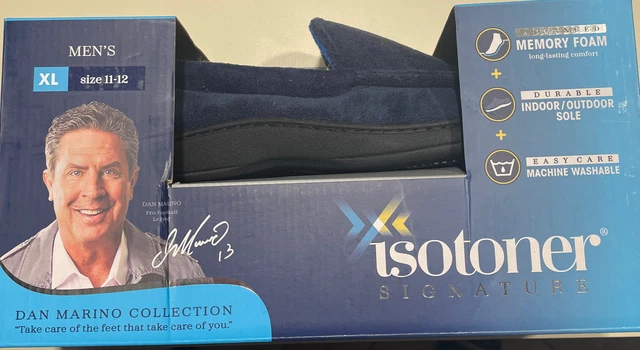 MEN'S
XL size 11-12
DAN MARINO
Pro Football
Legend
13
DAN MARINO COLLECTION
"Take care of the feet that take care of you."
ADVANCED
MEMORY FOAM
long-lasting comfort
+
DURABLE
INDOOR/OUTDOOR
SOLE
+
EASY CARE
MACHINE WASHABLE
isotoner®
SIGNATURE